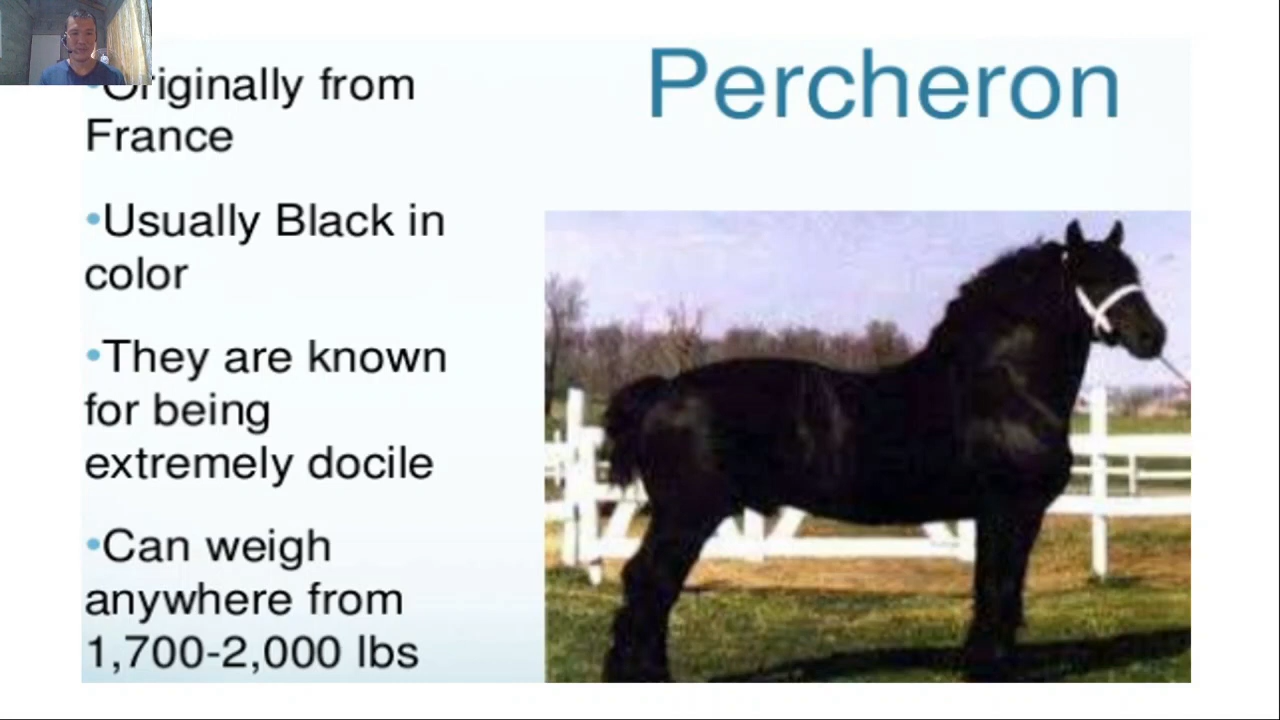 Percheron
•Originally from
France
•Usually Black in
color
•They are known
for being
extremely docile
•Can weigh
anywhere from
1,700-2,000 lbs